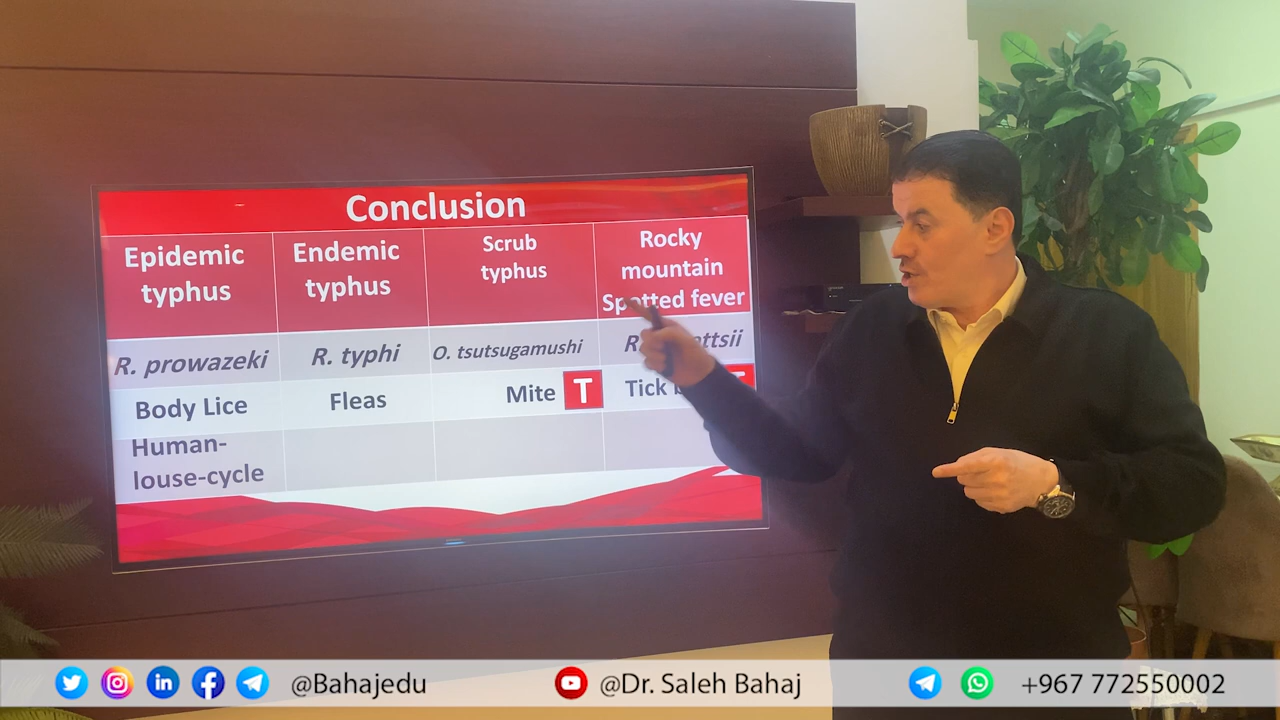 Conclusion
Epidemic
typhus
Endemic
typhus
Scrub
typhus
Rocky
mountain
Spotted fever
R. prowazeki
R. typhi
O. tsutsugamushi
Body Lice
Fleas
Mite T
Tick
Human-
louse-cycle
@Bahajedu
@Dr. Saleh Bahaj
+967 772550002